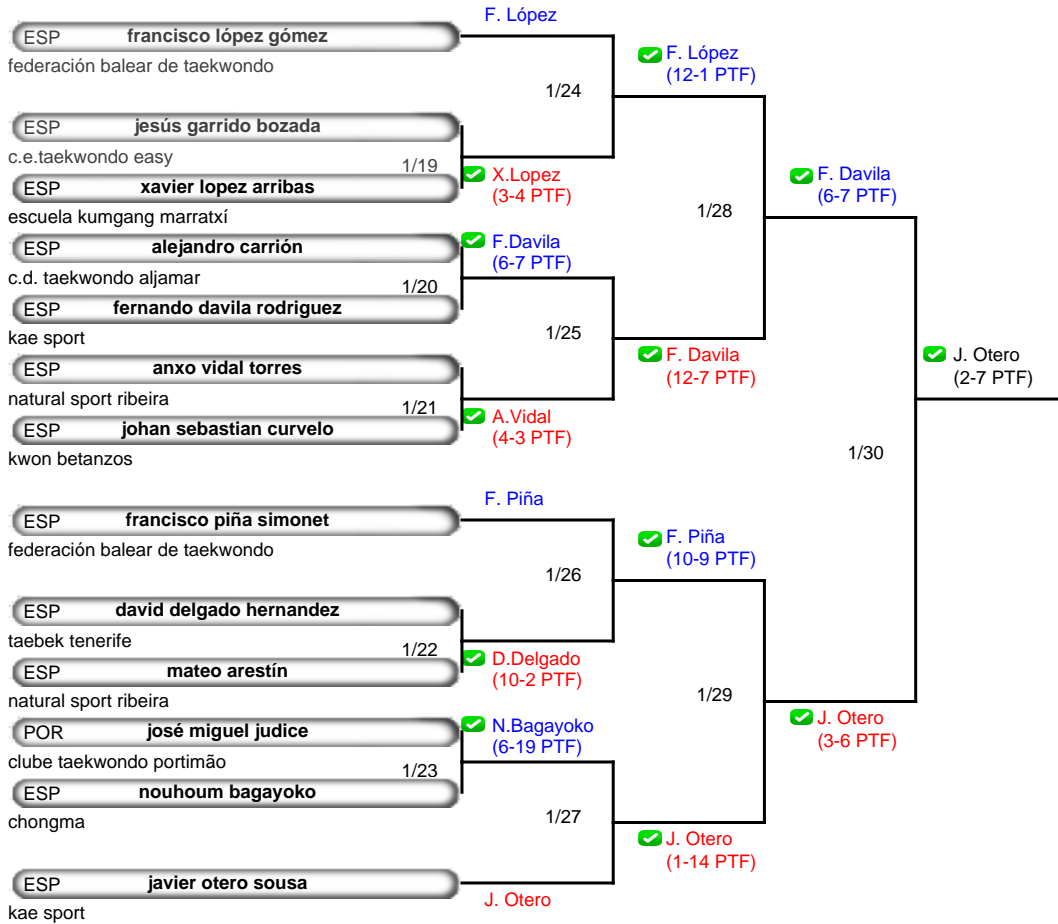 F. López
ESP francisco lópez gómez
federación balear de taekwondo
F. López
(12-1 PTF)
1/24
ESP jesús garrido bozada
c.e.taekwondo easy
1/19
X.Lopez
(3-4 PTF)
ESP xavier lopez arribas
escuela kumgang marratxí
F. Davila
(6-7 PTF)
1/28
ESP alejandro carrión
c.d. taekwondo aljamar
F.Davila
(6-7 PTF)
1/20
ESP fernando davila rodriguez
kae sport
1/25
ESP anxo vidal torres
natural sport ribeira
F. Davila
(12-7 PTF)
J. Otero
(2-7 PTF)
1/21
A.Vidal
(4-3 PTF)
ESP johan sebastian curvelo
kwon betanzos
1/30
F. Piña
ESP francisco piña simonet
federación balear de taekwondo
F. Piña
(10-9 PTF)
1/26
ESP david delgado hernandez
taebek tenerife
1/22
D.Delgado
(10-2 PTF)
ESP mateo arestín
natural sport ribeira
1/29
J. Otero
(3-6 PTF)
POR josé miguel judice
clube taekwondo portimão
N.Bagayoko
(6-19 PTF)
1/23
ESP nouhoum bagayoko
chongma
1/27
J. Otero
(1-14 PTF)
ESP javier otero sousa
kae sport
J. Otero